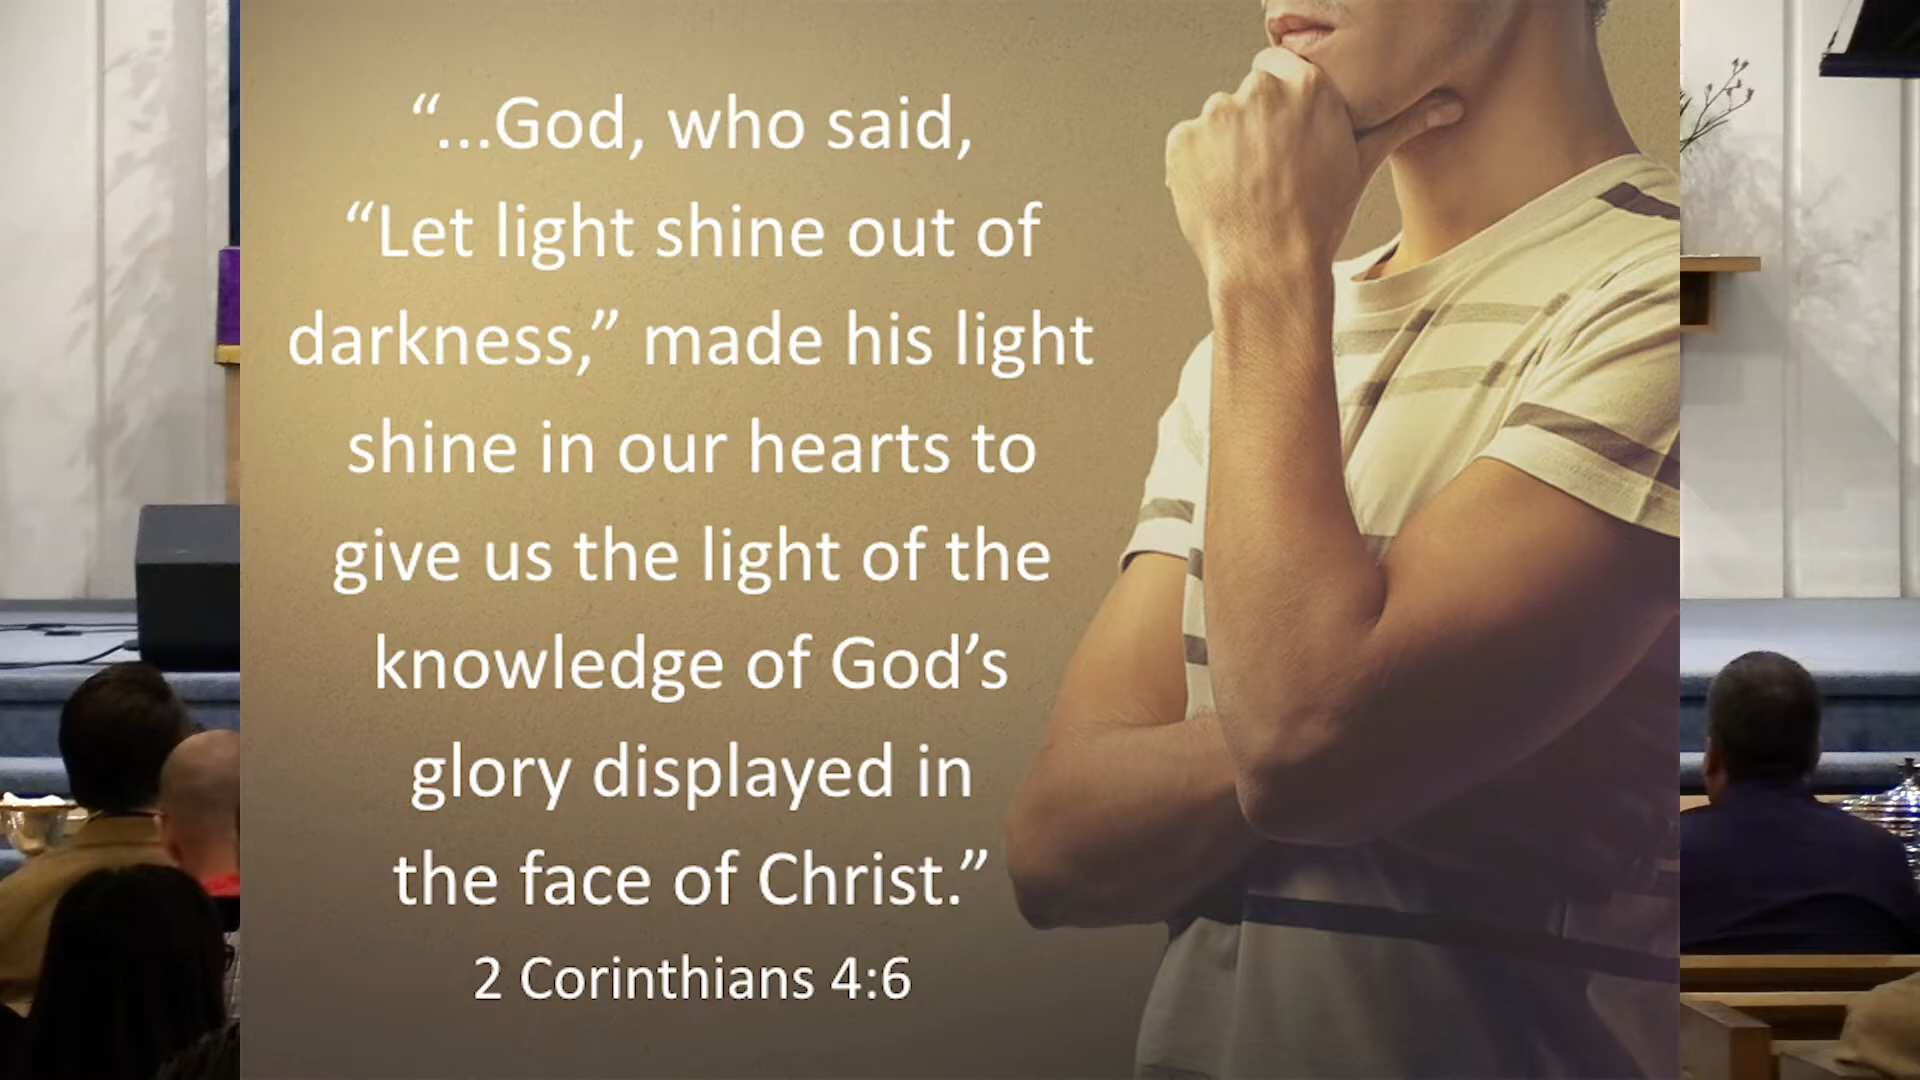 “...God, who said,
“Let light shine out of
darkness,” made his light
shine in our hearts to
give us the light of the
knowledge of God’s
glory displayed in
the face of Christ.”
2 Corinthians 4:6